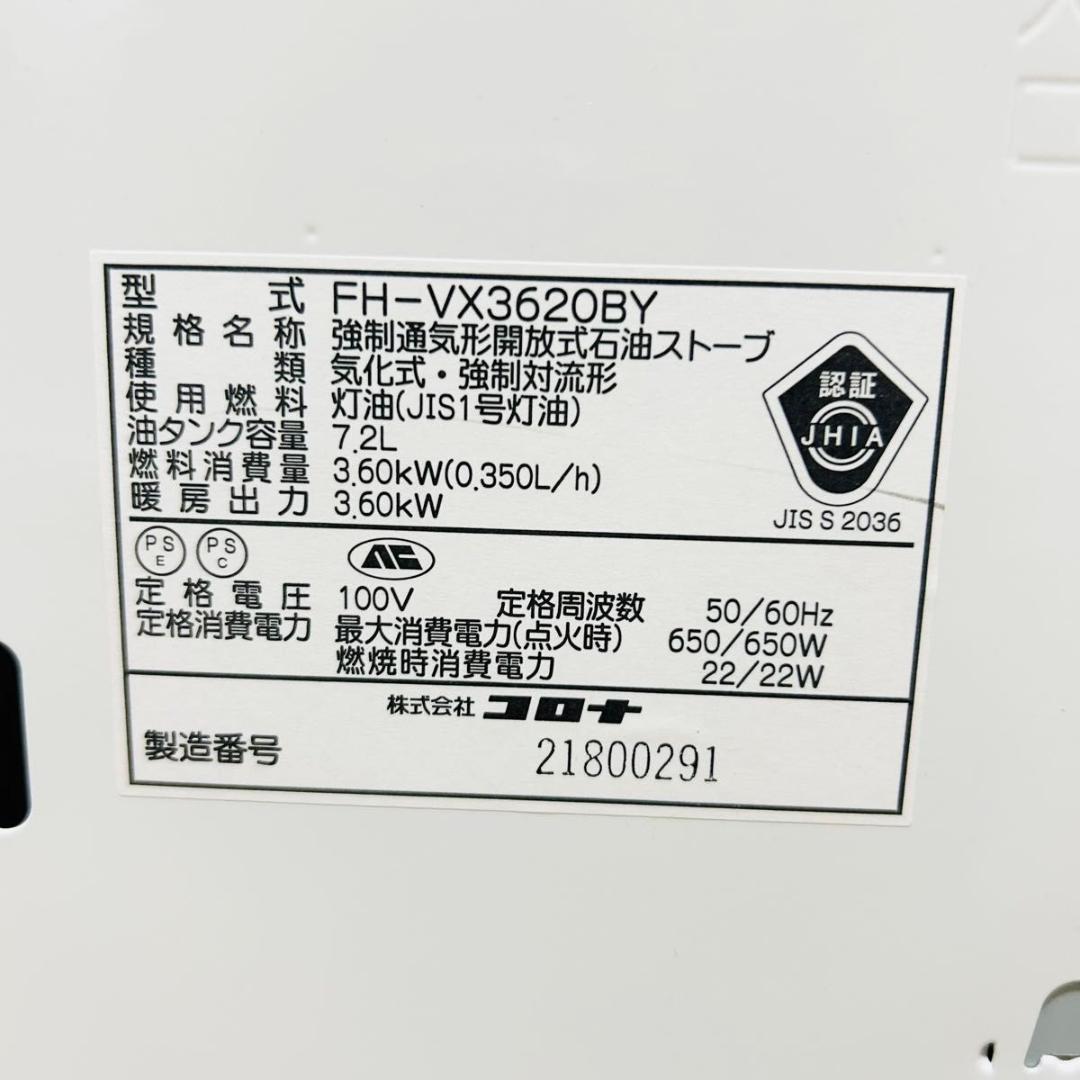 型式 FH-VX3620BY
規格名称 強制通気形開放式石油ストーブ
種類 気化式・強制対流形
使用燃料 灯油(JIS1号灯油)
油タンク容量 7.2L
燃料消費量 3.60kW(0.350L/h)
暖房出力 3.60kW
認証
JHIA
JIS S 2036
PS E PS C
定格電圧 100V 定格周波数 50/60Hz
定格消費電力 最大消費電力(点火時) 650/650W
燃焼時消費電力 22/22W
株式会社 コロナ
製造番号 21800291